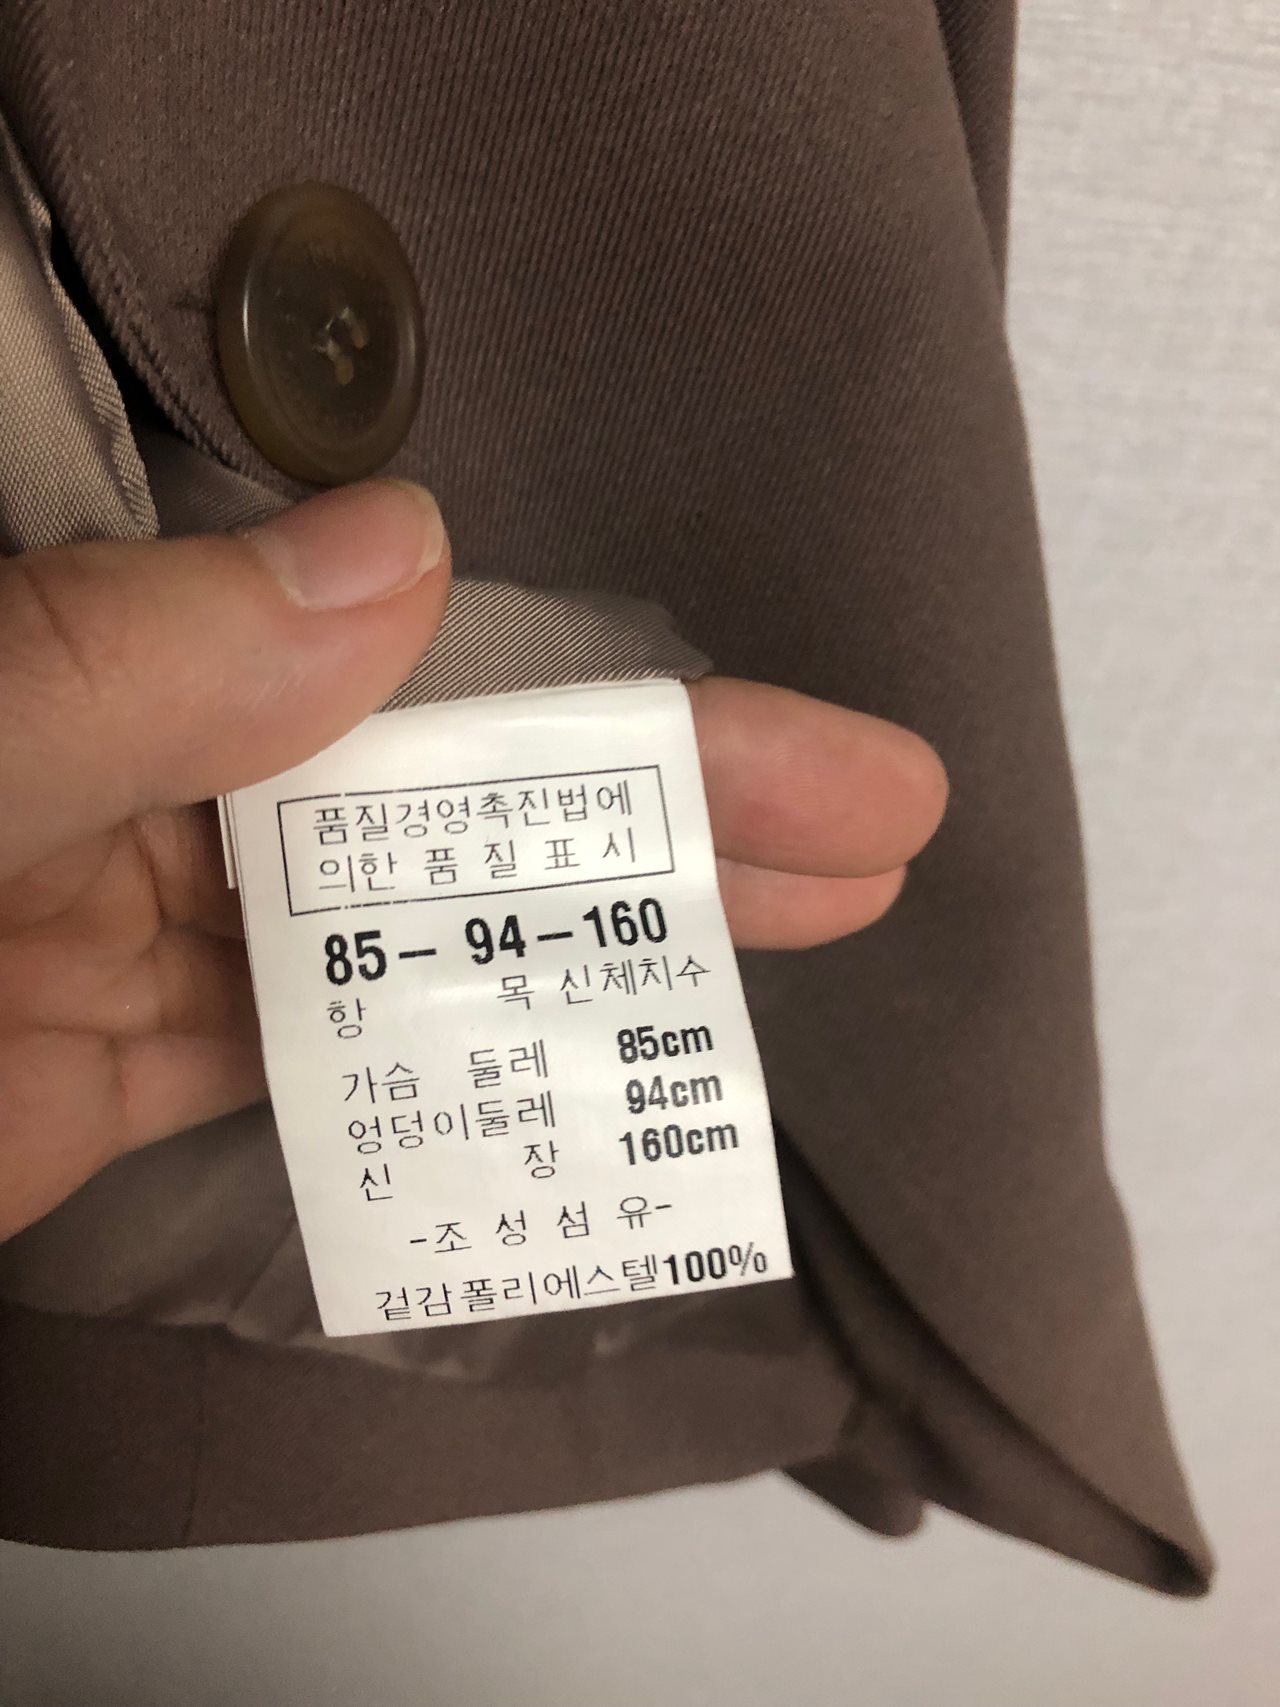 품질경영촉진법에
의한 품 질 표 시
85- 94-160
항 목 신체치수
가슴 둘레 85cm
엉덩이둘레 94cm
신 장 160cm
-조 성 섬 유-
겉감폴리에스텔100%